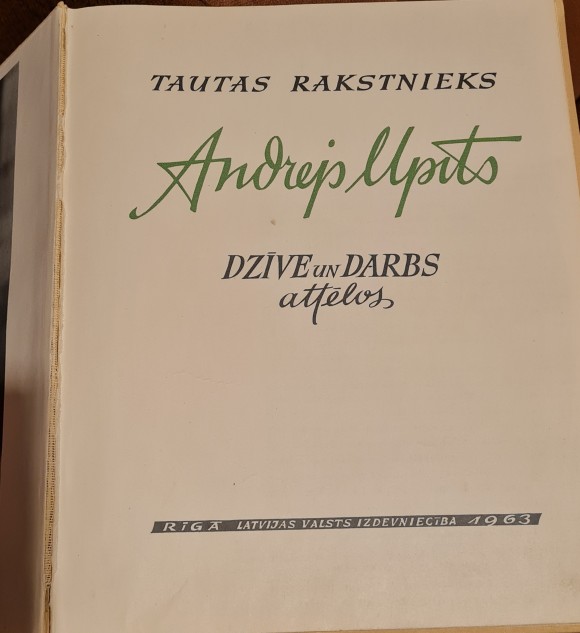 TAUTAS RAKSTNIEKS
Andrejs Upīts
DZĪVE UN DARBS
attēlos
RĪGĀ LATVIJAS VALSTS IZDEVNIECĪBA 1963